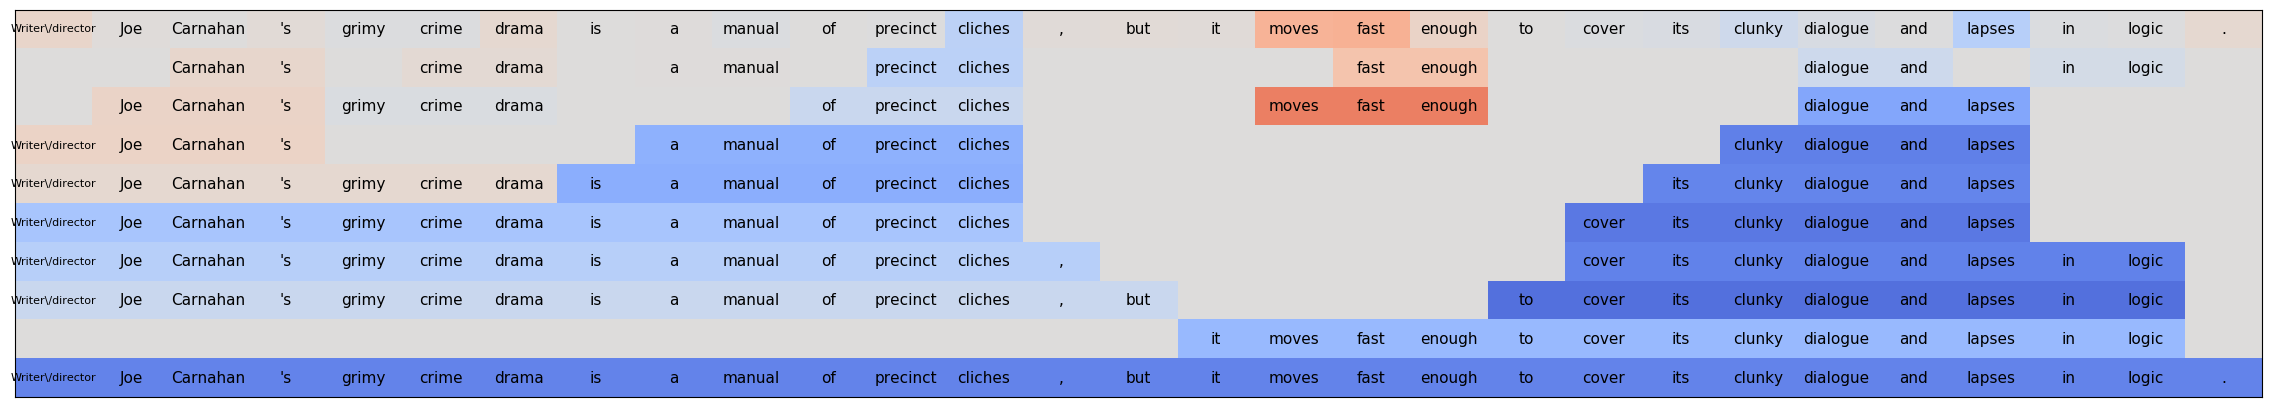 Writer\/director Joe Carnahan 's grimy crime drama is a manual of precinct cliches , but it moves fast enough to cover its clunky dialogue and lapses in logic .
Carnahan 's crime drama a manual precinct cliches fast enough dialogue and in logic
Joe Carnahan 's grimy crime drama of precinct cliches moves fast enough dialogue and lapses
Writer\/director Joe Carnahan 's a manual of precinct cliches clunky dialogue and lapses
Writer\/director Joe Carnahan 's grimy crime drama is a manual of precinct cliches its clunky dialogue and lapses
Writer\/director Joe Carnahan 's grimy crime drama is a manual of precinct cliches cover its clunky dialogue and lapses
Writer\/director Joe Carnahan 's grimy crime drama is a manual of precinct cliches , cover its clunky dialogue and lapses in logic
Writer\/director Joe Carnahan 's grimy crime drama is a manual of precinct cliches , but to cover its clunky dialogue and lapses in logic
it moves fast enough to cover its clunky dialogue and lapses in logic
Writer\/director Joe Carnahan 's grimy crime drama is a manual of precinct cliches , but it moves fast enough to cover its clunky dialogue and lapses in logic .